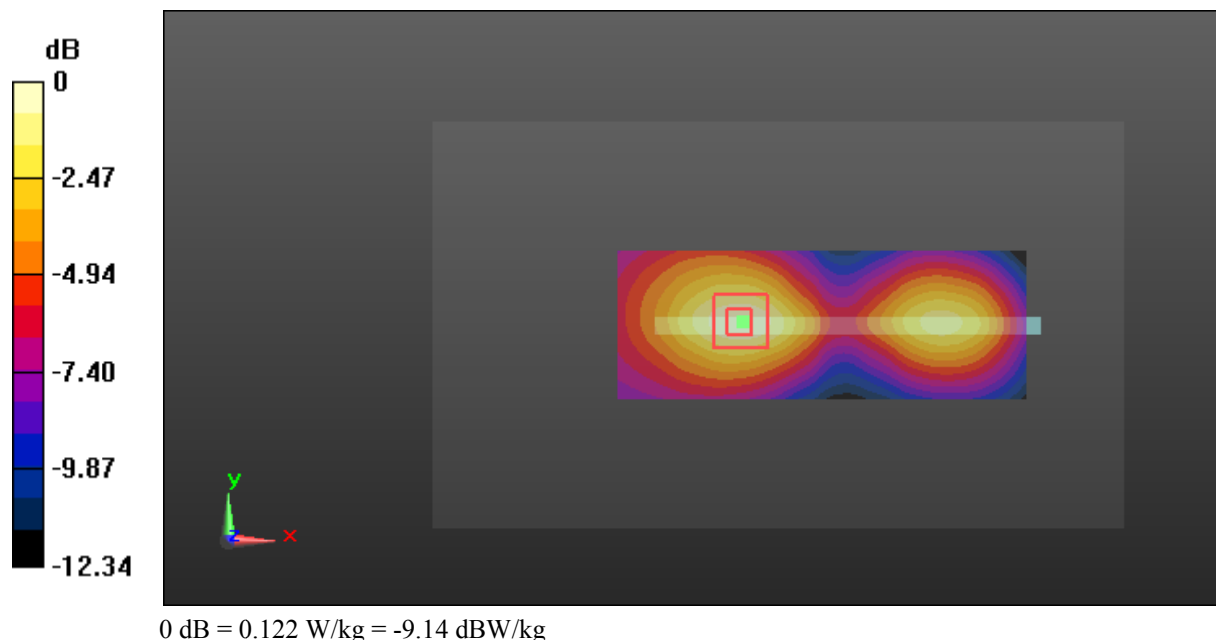 dB
0
-2.47
-4.94
-7.40
-9.87
-12.34
y
z
x
0 dB = 0.122 W/kg = -9.14 dBW/kg